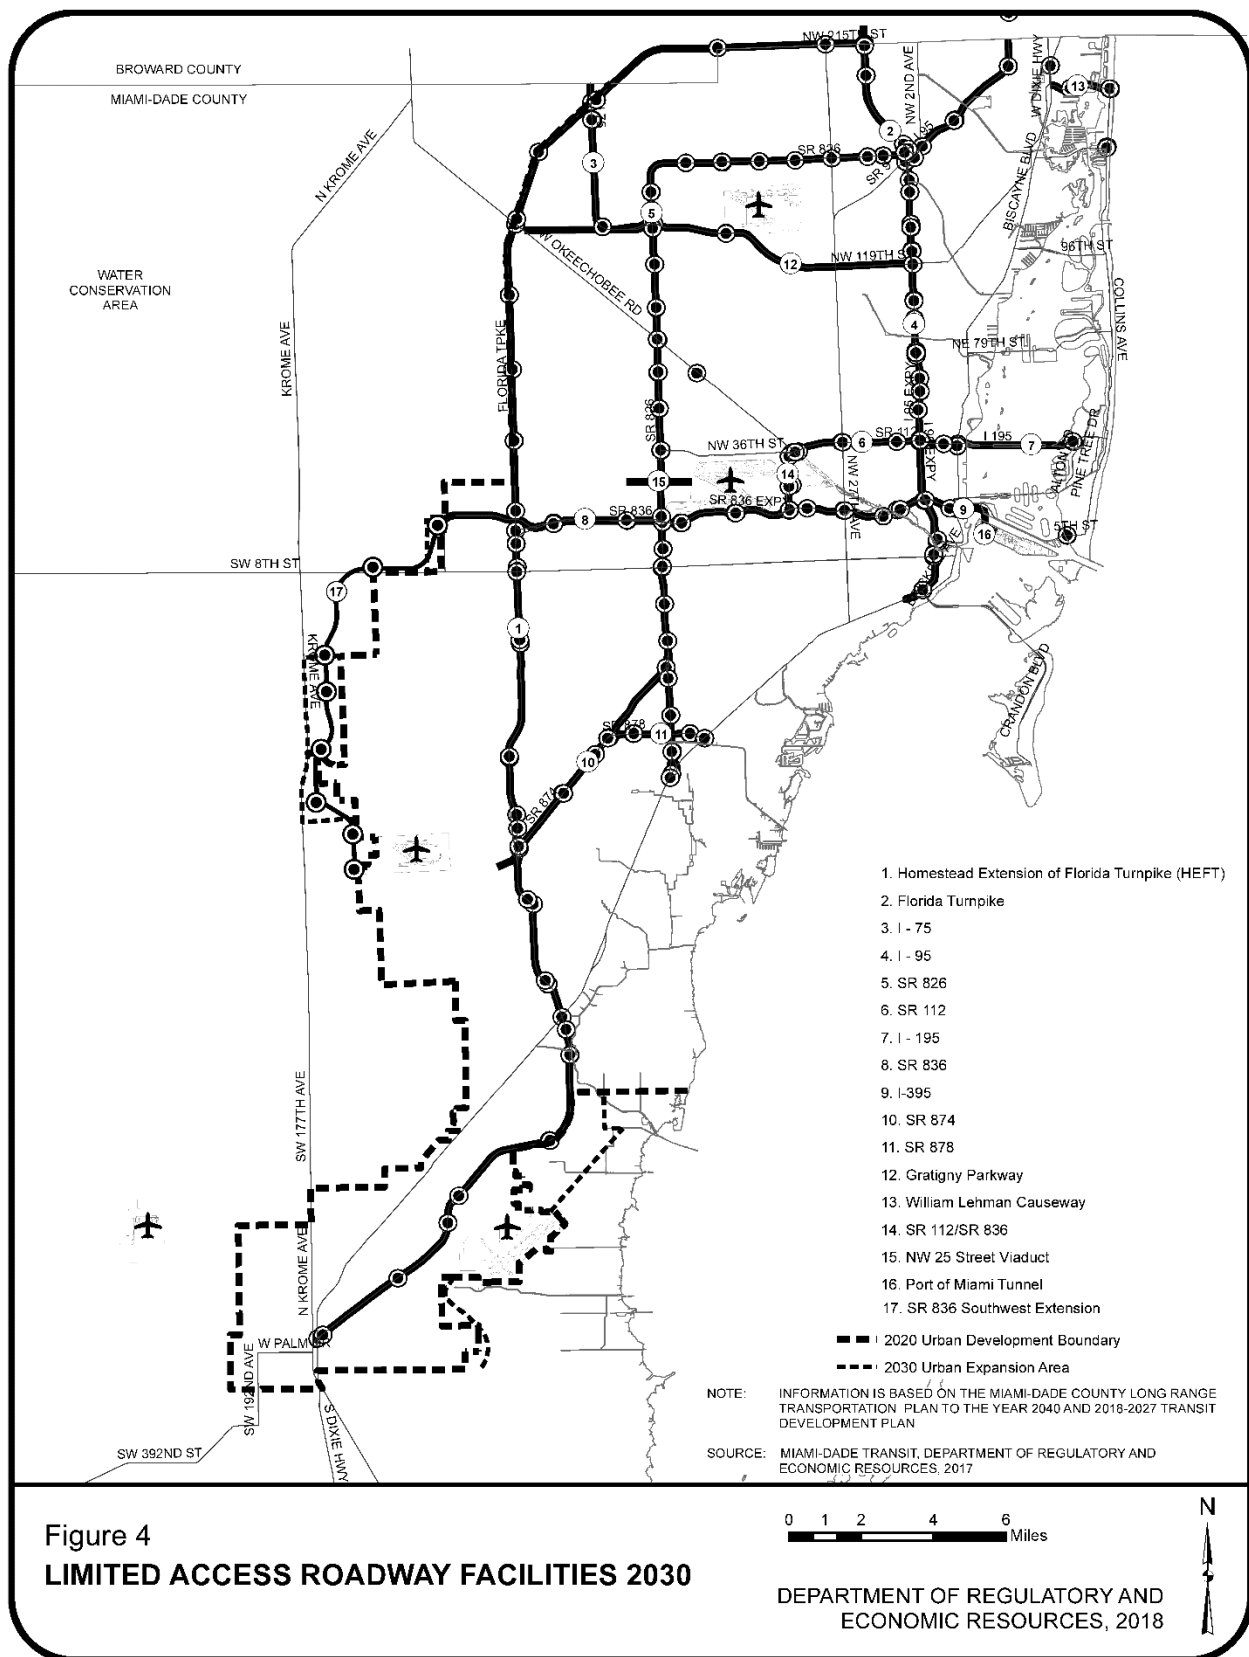 NW 215TH ST
BROWARD COUNTY
MIAMI-DADE COUNTY
W DIXIE HWY
NW 2ND AVE
13
N KROME AVE
2
I 95
3
SR 826
BISCAYNE BLVD
5
W OKEECHOBEE RD
NW 119TH S
96TH ST
12
WATER
CONSERVATION
AREA
COLLINS AVE
KROME AVE
FLORIDA TPKE
4
NE 79TH ST
I 95 EXPY
SR 826
NW 36TH ST
SR 112
6
I 195
7
ALTON
PINE TREE DR
14
15
NW 27TH AVE
SR 836 EXP
SR 836
8
9
16
5TH ST
SW 8TH ST
17
1
KROME AVE
CRANDON BLVD
SR 878
11
10
SR 874
1. Homestead Extension of Florida Turnpike (HEFT)
2. Florida Turnpike
3. I - 75
4. I - 95
5. SR 826
6. SR 112
7. I - 195
8. SR 836
9. I-395
10. SR 874
11. SR 878
12. Gratigny Parkway
13. William Lehman Causeway
14. SR 112/SR 836
15. NW 25 Street Viaduct
16. Port of Miami Tunnel
17. SR 836 Southwest Extension
SW 177TH AVE
N KROME AVE
W PALM
SW 192ND AVE
S DIXIE HWY
SW 392ND ST
2020 Urban Development Boundary
2030 Urban Expansion Area
NOTE: INFORMATION IS BASED ON THE MIAMI-DADE COUNTY LONG RANGE
TRANSPORTATION PLAN TO THE YEAR 2040 AND 2018-2027 TRANSIT
DEVELOPMENT PLAN
SOURCE: MIAMI-DADE TRANSIT, DEPARTMENT OF REGULATORY AND
ECONOMIC RESOURCES, 2017
Figure 4
LIMITED ACCESS ROADWAY FACILITIES 2030
0 1 2 4 6
Miles
N
DEPARTMENT OF REGULATORY AND
ECONOMIC RESOURCES, 2018